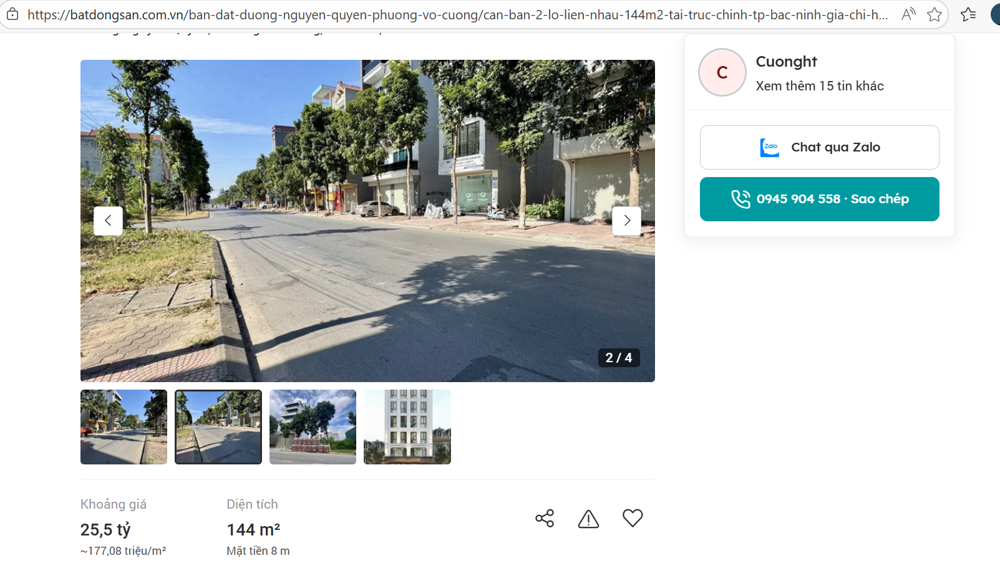 https://batdongsan.com.vn/ban-dat-duong-nguyen-quyen-phuong-vo-cuong/can-ban-2-lo-lien-nhau-144m2-tai-truc-chinh-tp-bac-ninh-gia-chi-h...
C
Cuonght
Xem thêm 15 tin khác
Zalo
Chat qua Zalo
0945 904 558 · Sao chép
2 / 4
Khoảng giá
25,5 tỷ
~177,08 triệu/m²
Diện tích
144 m²
Mặt tiền 8 m